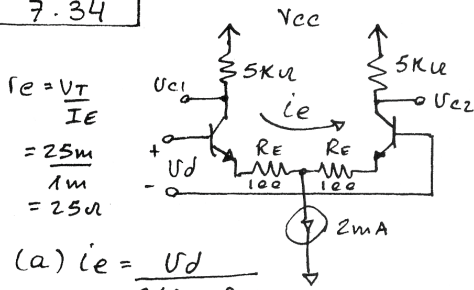 7.34
Vcc
5KΩ
5KΩ
Vc1
ie
Vc2
re = VT
IE
= 25m
1m
= 25Ω
RE
RE
+
Vd
-
100
100
2mA
(a) ie = Vd